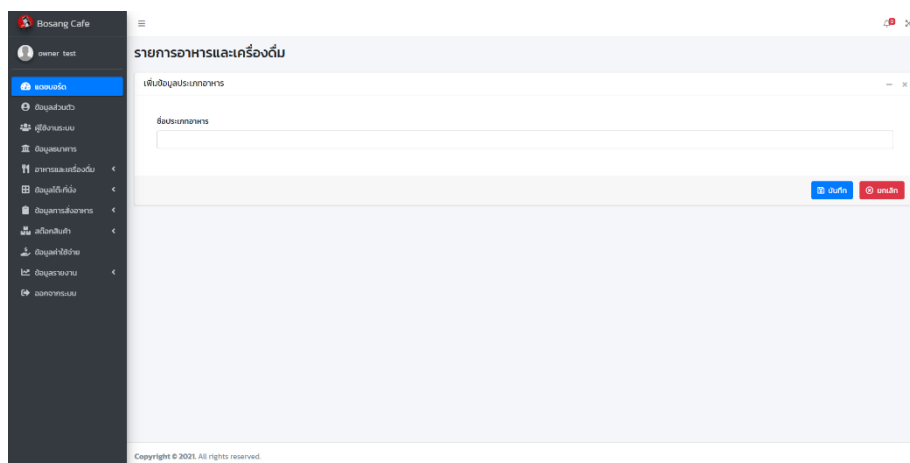 Bosang Cafe
owner test
รายการอาหารและเครื่องดื่ม
แดชบอร์ด
ข้อมูลส่วนตัว
ผู้ใช้งานระบบ
ข้อมูลธนาคาร
อาหารและเครื่องดื่ม
ข้อมูลโต๊ะที่นั่ง
ข้อมูลการสั่งอาหาร
สต็อกสินค้า
ข้อมูลค่าใช้จ่าย
ข้อมูลรายงาน
ออกจากระบบ
เพิ่มข้อมูลประเภทอาหาร
ชื่อประเภทอาหาร
บันทึก
ยกเลิก
Copyright © 2021. All rights reserved.